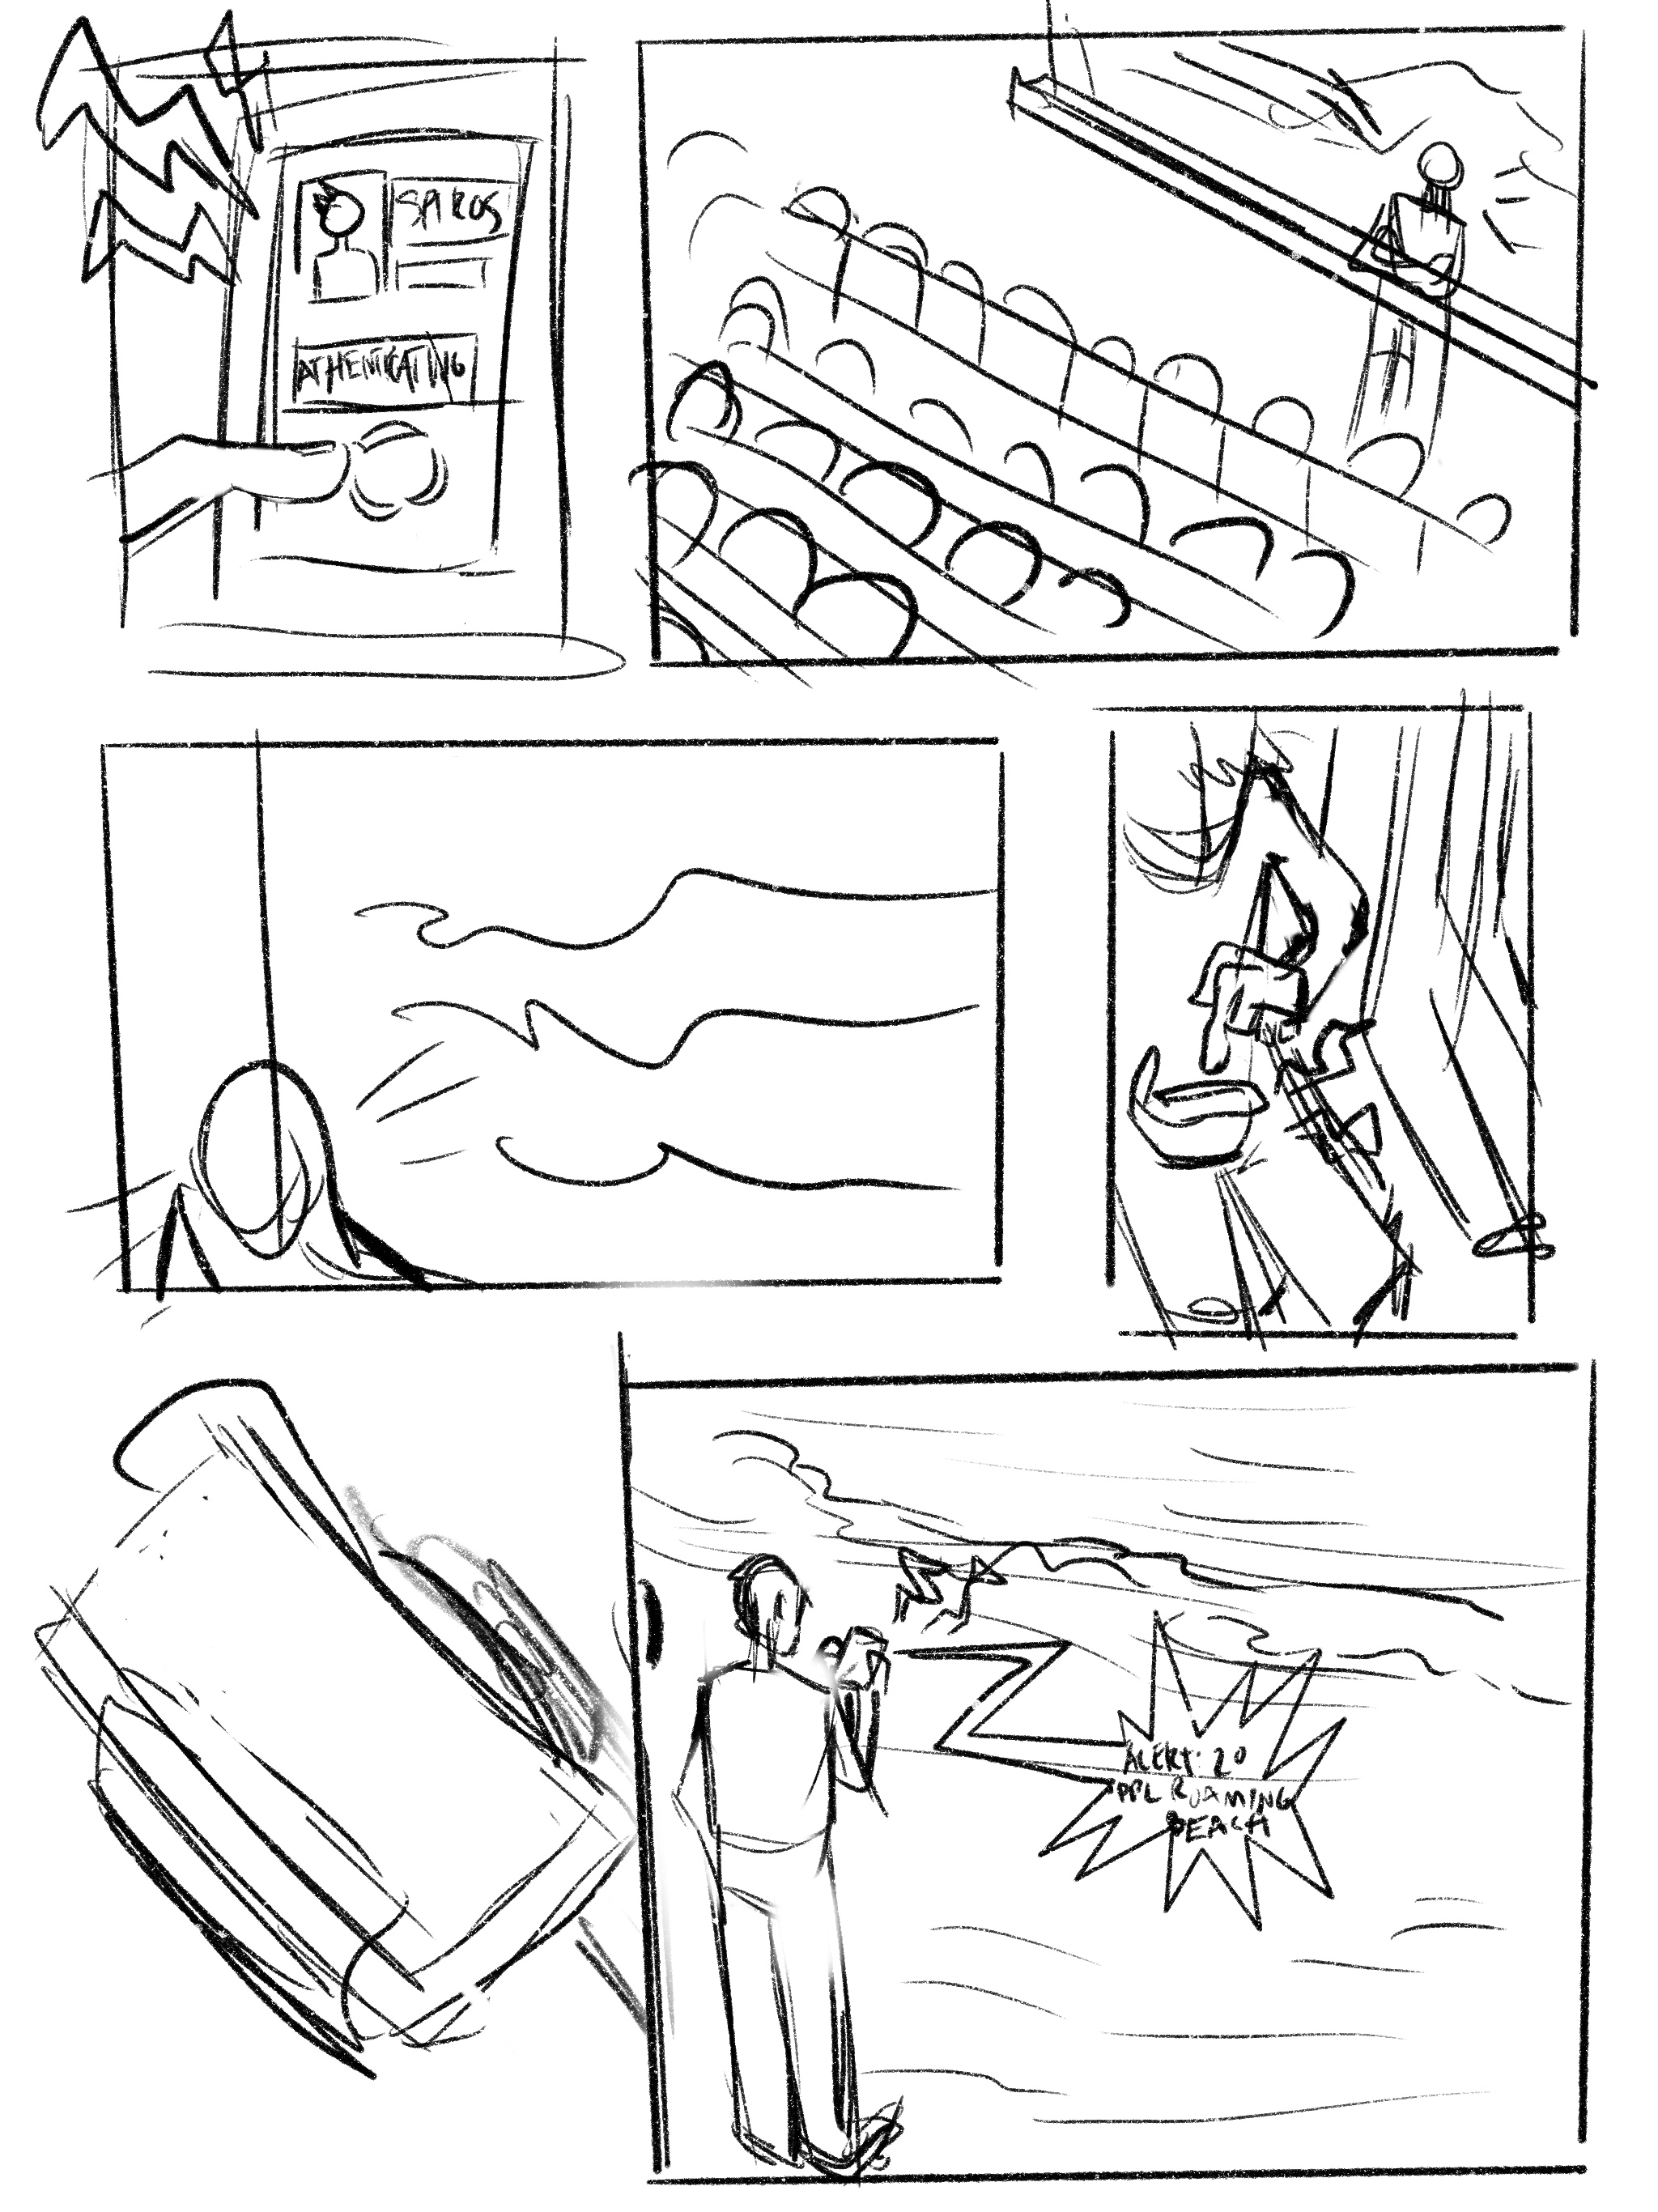 SPIROS
ATHENTICATING
ALERT: 20
PPL ROAMING
BEACH